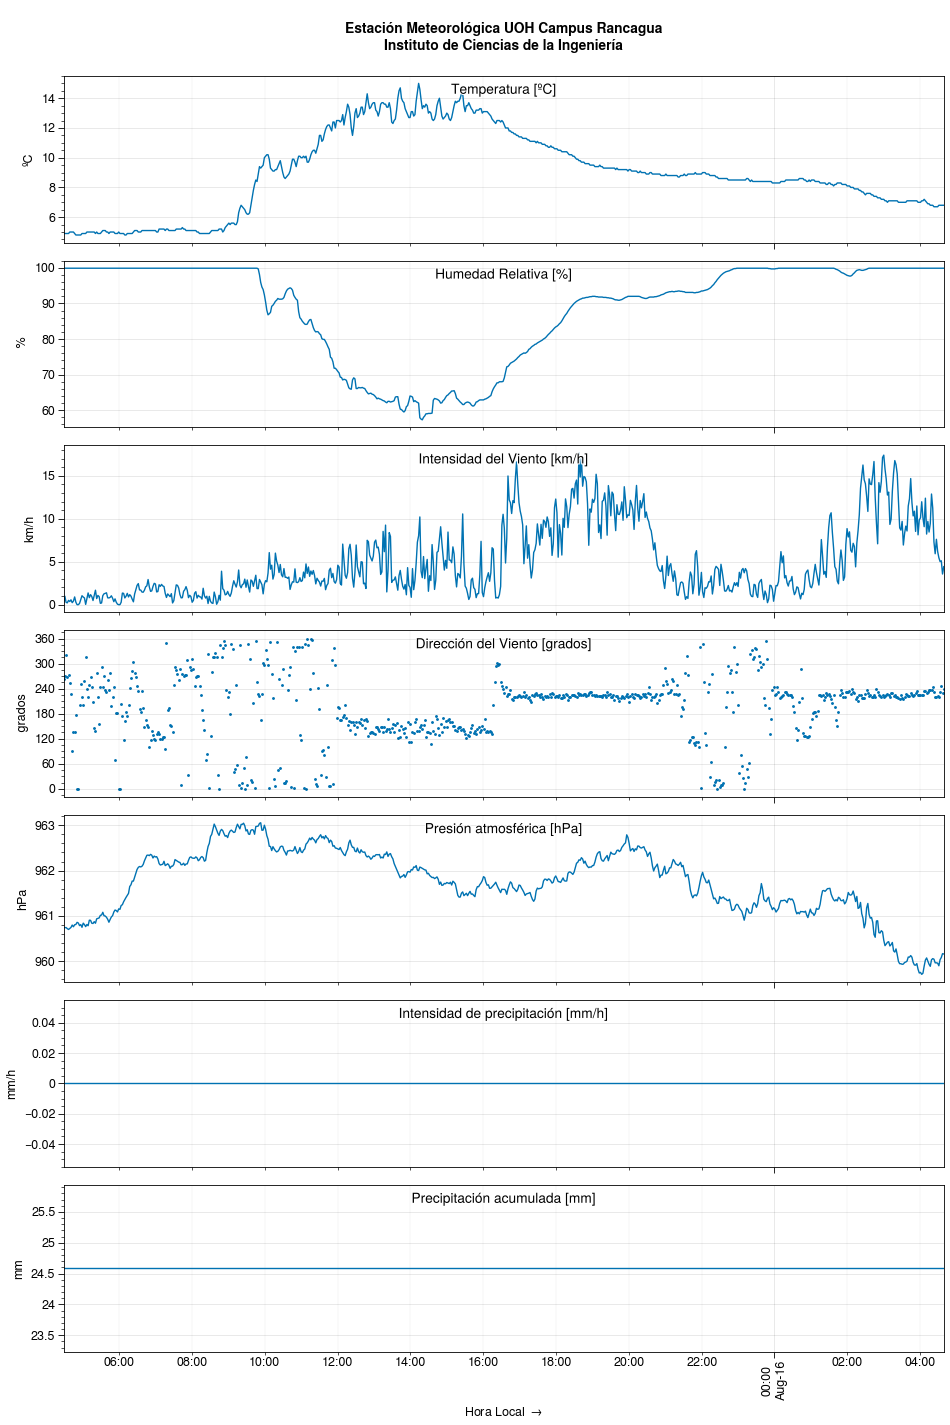 Estación Meteorológica UOH Campus Rancagua
Instituto de Ciencias de la Ingeniería
Temperatura [ºC]
14
12
10
8
6
ºC
Humedad Relativa [%]
100
90
80
70
60
%
Intensidad del Viento [km/h]
15
10
5
0
km/h
Dirección del Viento [grados]
360
300
240
180
120
60
0
grados
Presión atmosférica [hPa]
963
962
961
960
hPa
Intensidad de precipitación [mm/h]
0.04
0.02
0
−0.02
−0.04
mm/h
Precipitación acumulada [mm]
25.5
25
24.5
24
23.5
mm
06:00 08:00 10:00 12:00 14:00 16:00 18:00 20:00 22:00 00:00 02:00 04:00
Aug-16
Hora Local →